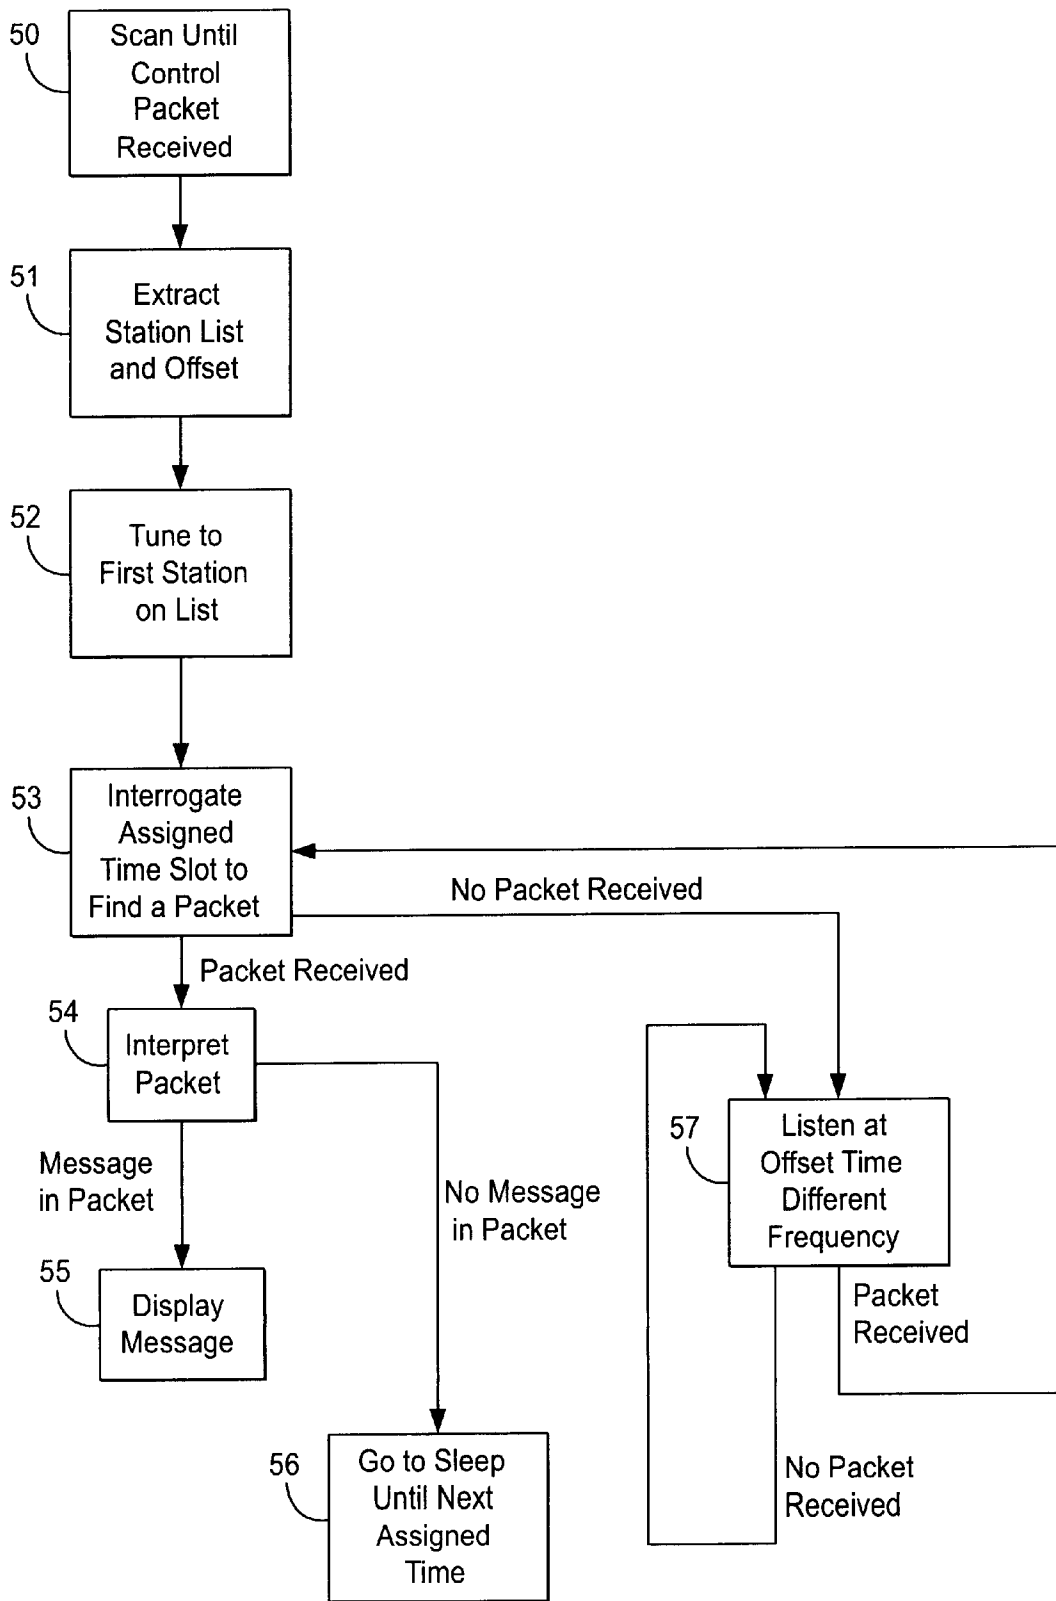 50
Scan Until
Control
Packet
Received
51
Extract
Station List
and Offset
52
Tune to
First Station
on List
53
Interrogate
Assigned
Time Slot to
Find a Packet
No Packet Received
Packet Received
54
Interpret
Packet
Message
in Packet
No Message
in Packet
57
Listen at
Offset Time
Different
Frequency
55
Display
Message
Packet
Received
56
Go to Sleep
Until Next
Assigned
Time
No Packet
Received